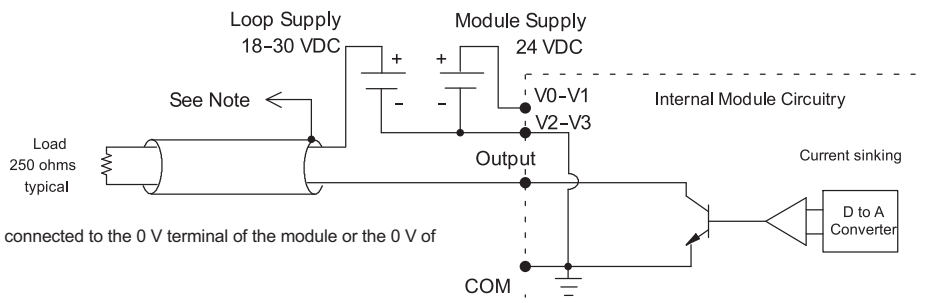 Loop Supply
18–30 VDC
Module Supply
24 VDC
+
–
+
–
See Note
V0–V1
V2–V3
Internal Module Circuitry
Load
250 ohms
typical
Output
Current sinking
D to A
Converter
connected to the 0 V terminal of the module or the 0 V of
COM